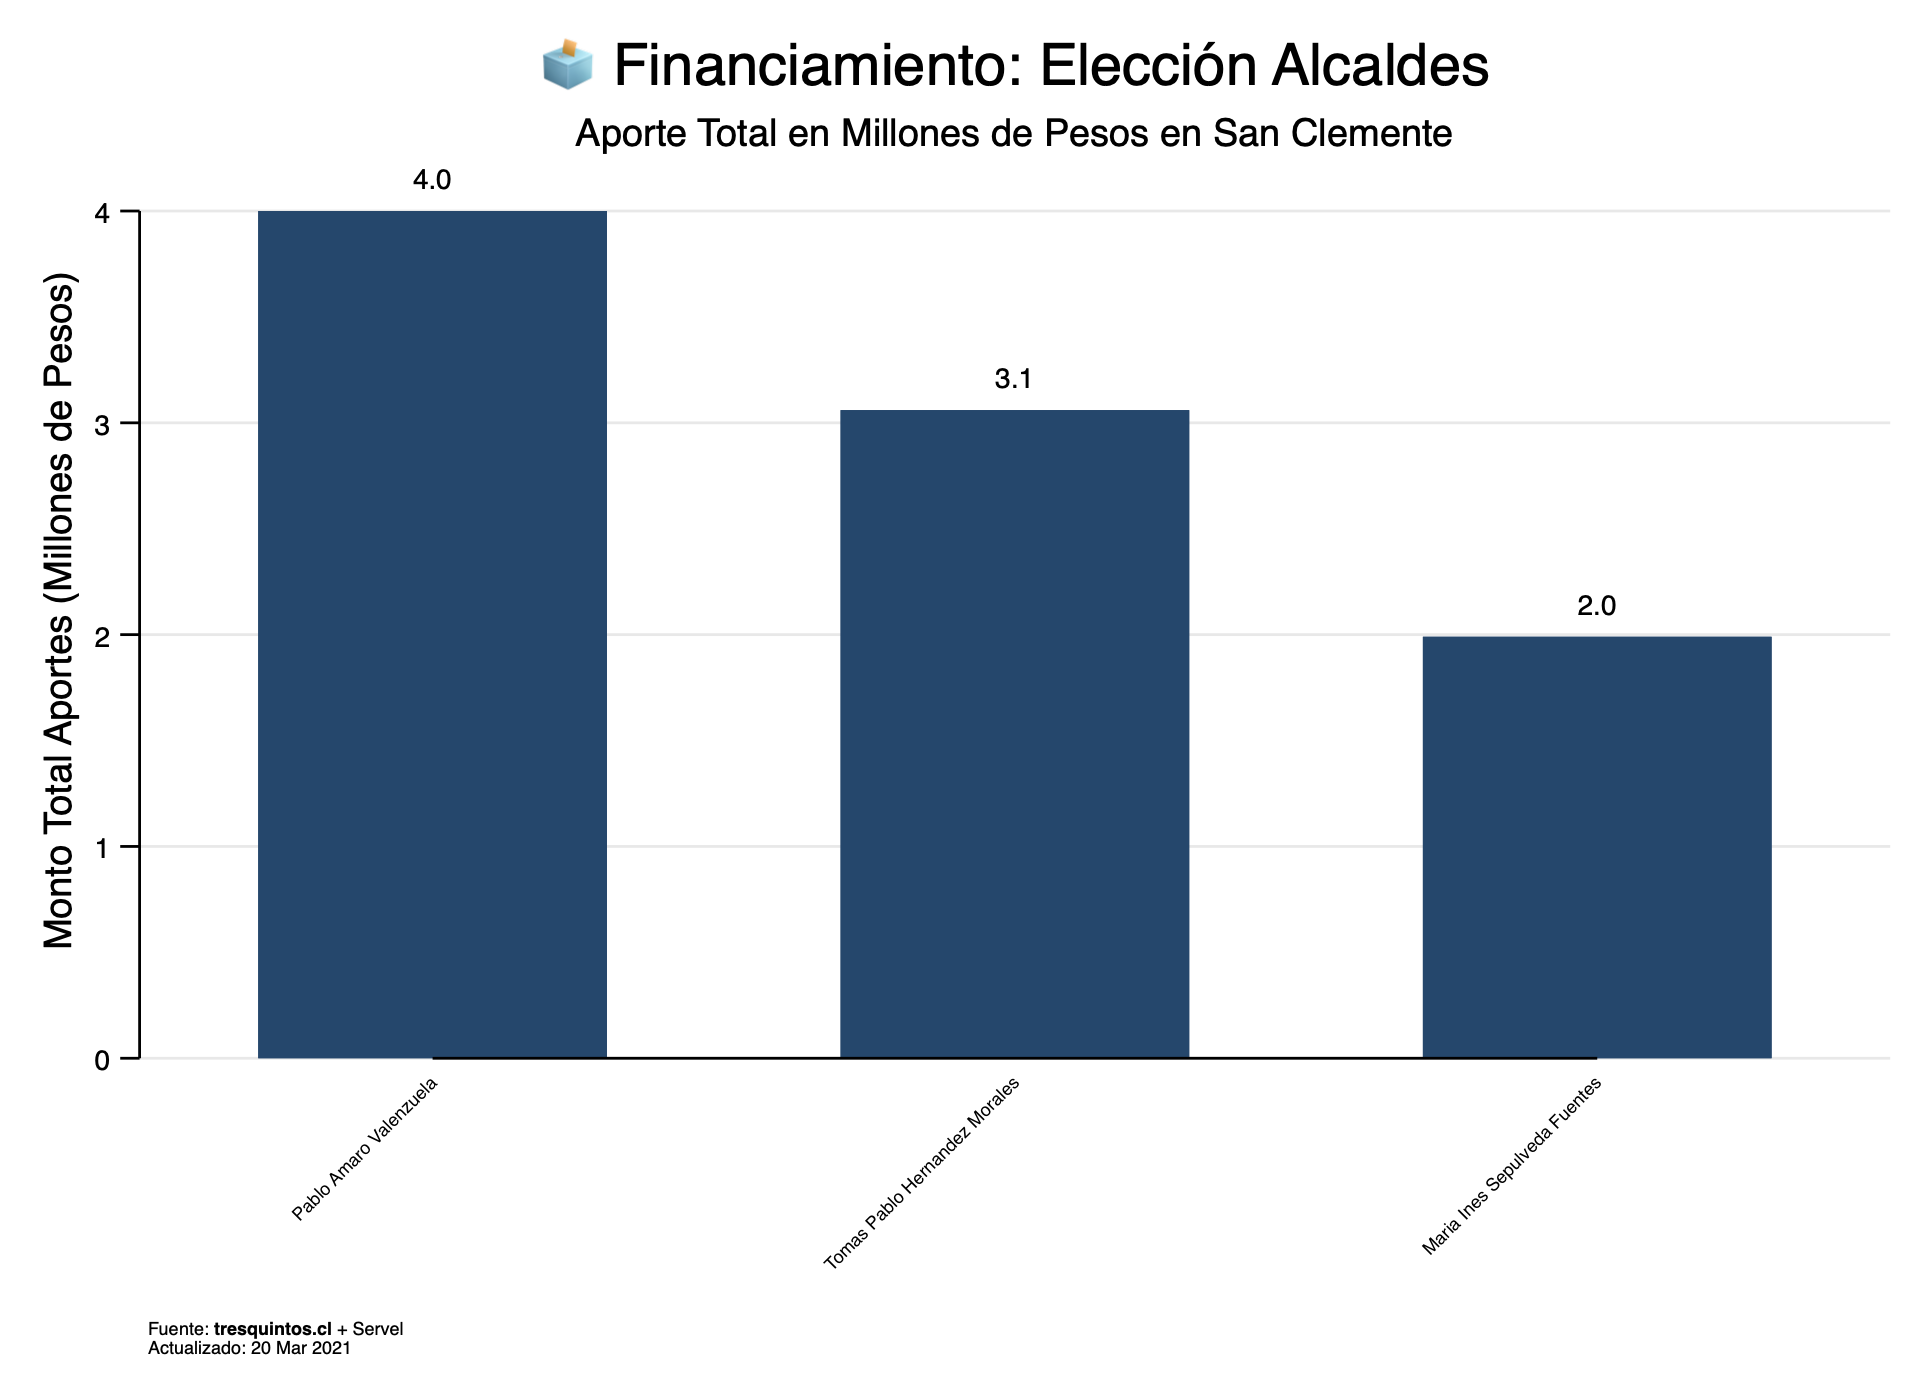 Financiamiento: Elección Alcaldes
Aporte Total en Millones de Pesos en San Clemente
Monto Total Aportes (Millones de Pesos)
4
3
2
1
0
4.0
3.1
2.0
Pablo Amaro Valenzuela
Tomas Pablo Hernandez Morales
Maria Ines Sepulveda Fuentes
Fuente: tresquintos.cl + Servel
Actualizado: 20 Mar 2021